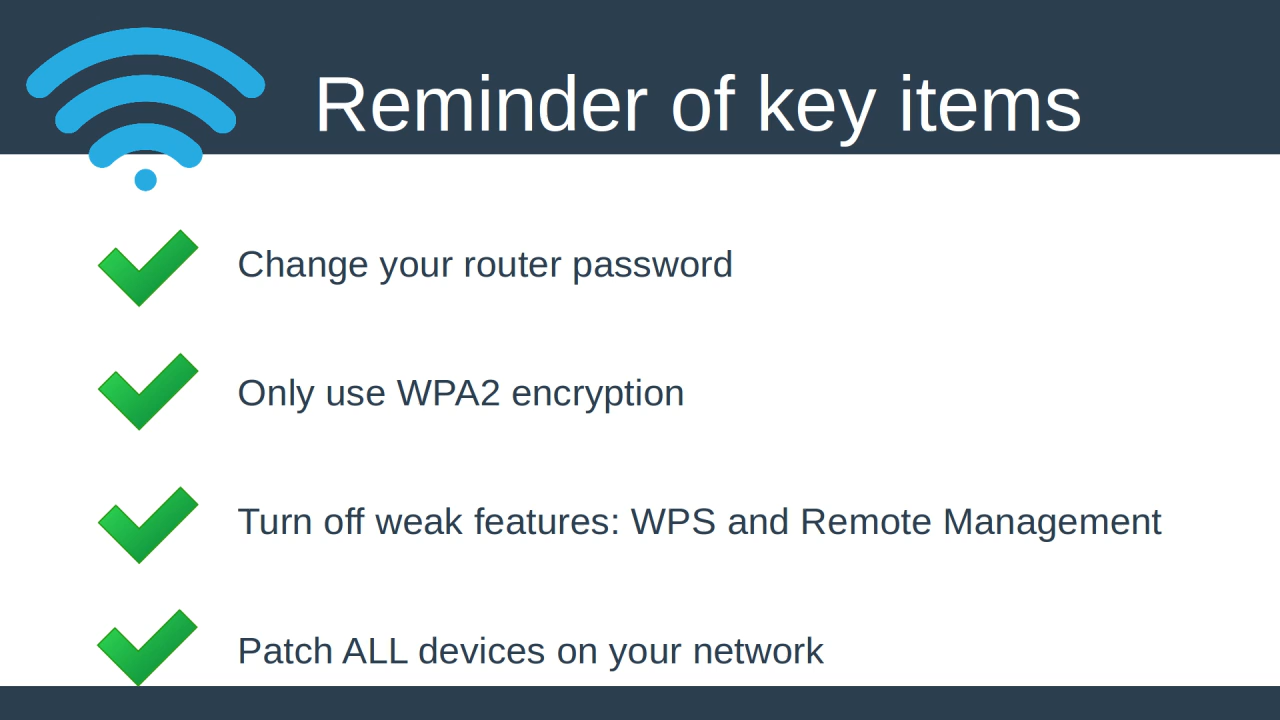 Reminder of key items
Change your router password
Only use WPA2 encryption
Turn off weak features: WPS and Remote Management
Patch ALL devices on your network